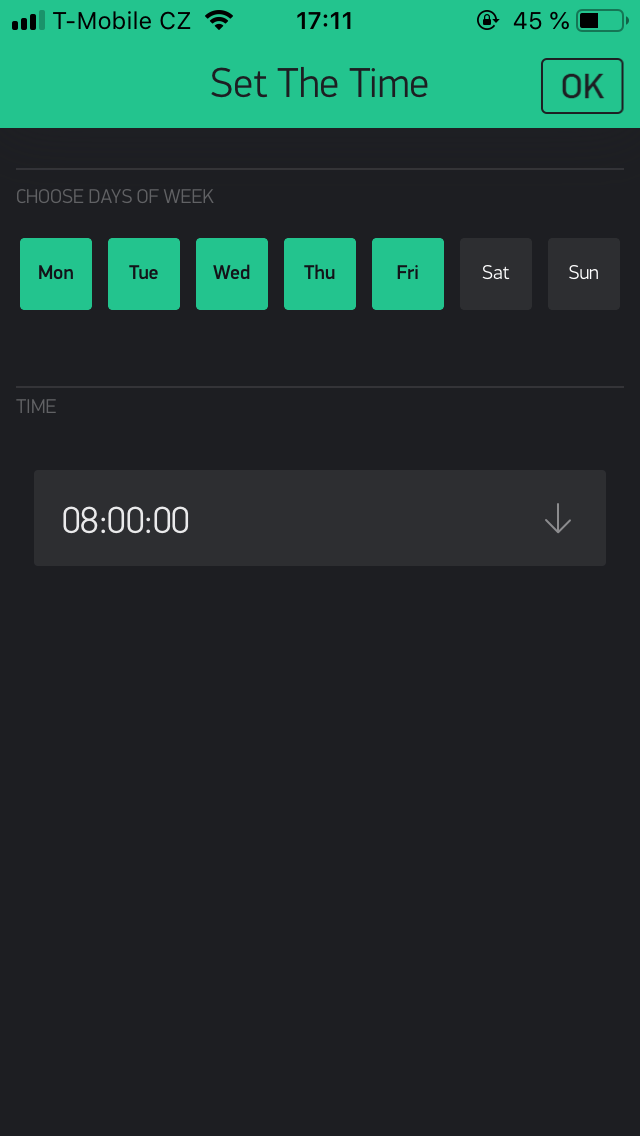 T-Mobile CZ 17:11 45 %
Set The Time OK
CHOOSE DAYS OF WEEK
Mon Tue Wed Thu Fri Sat Sun
TIME
08:00:00